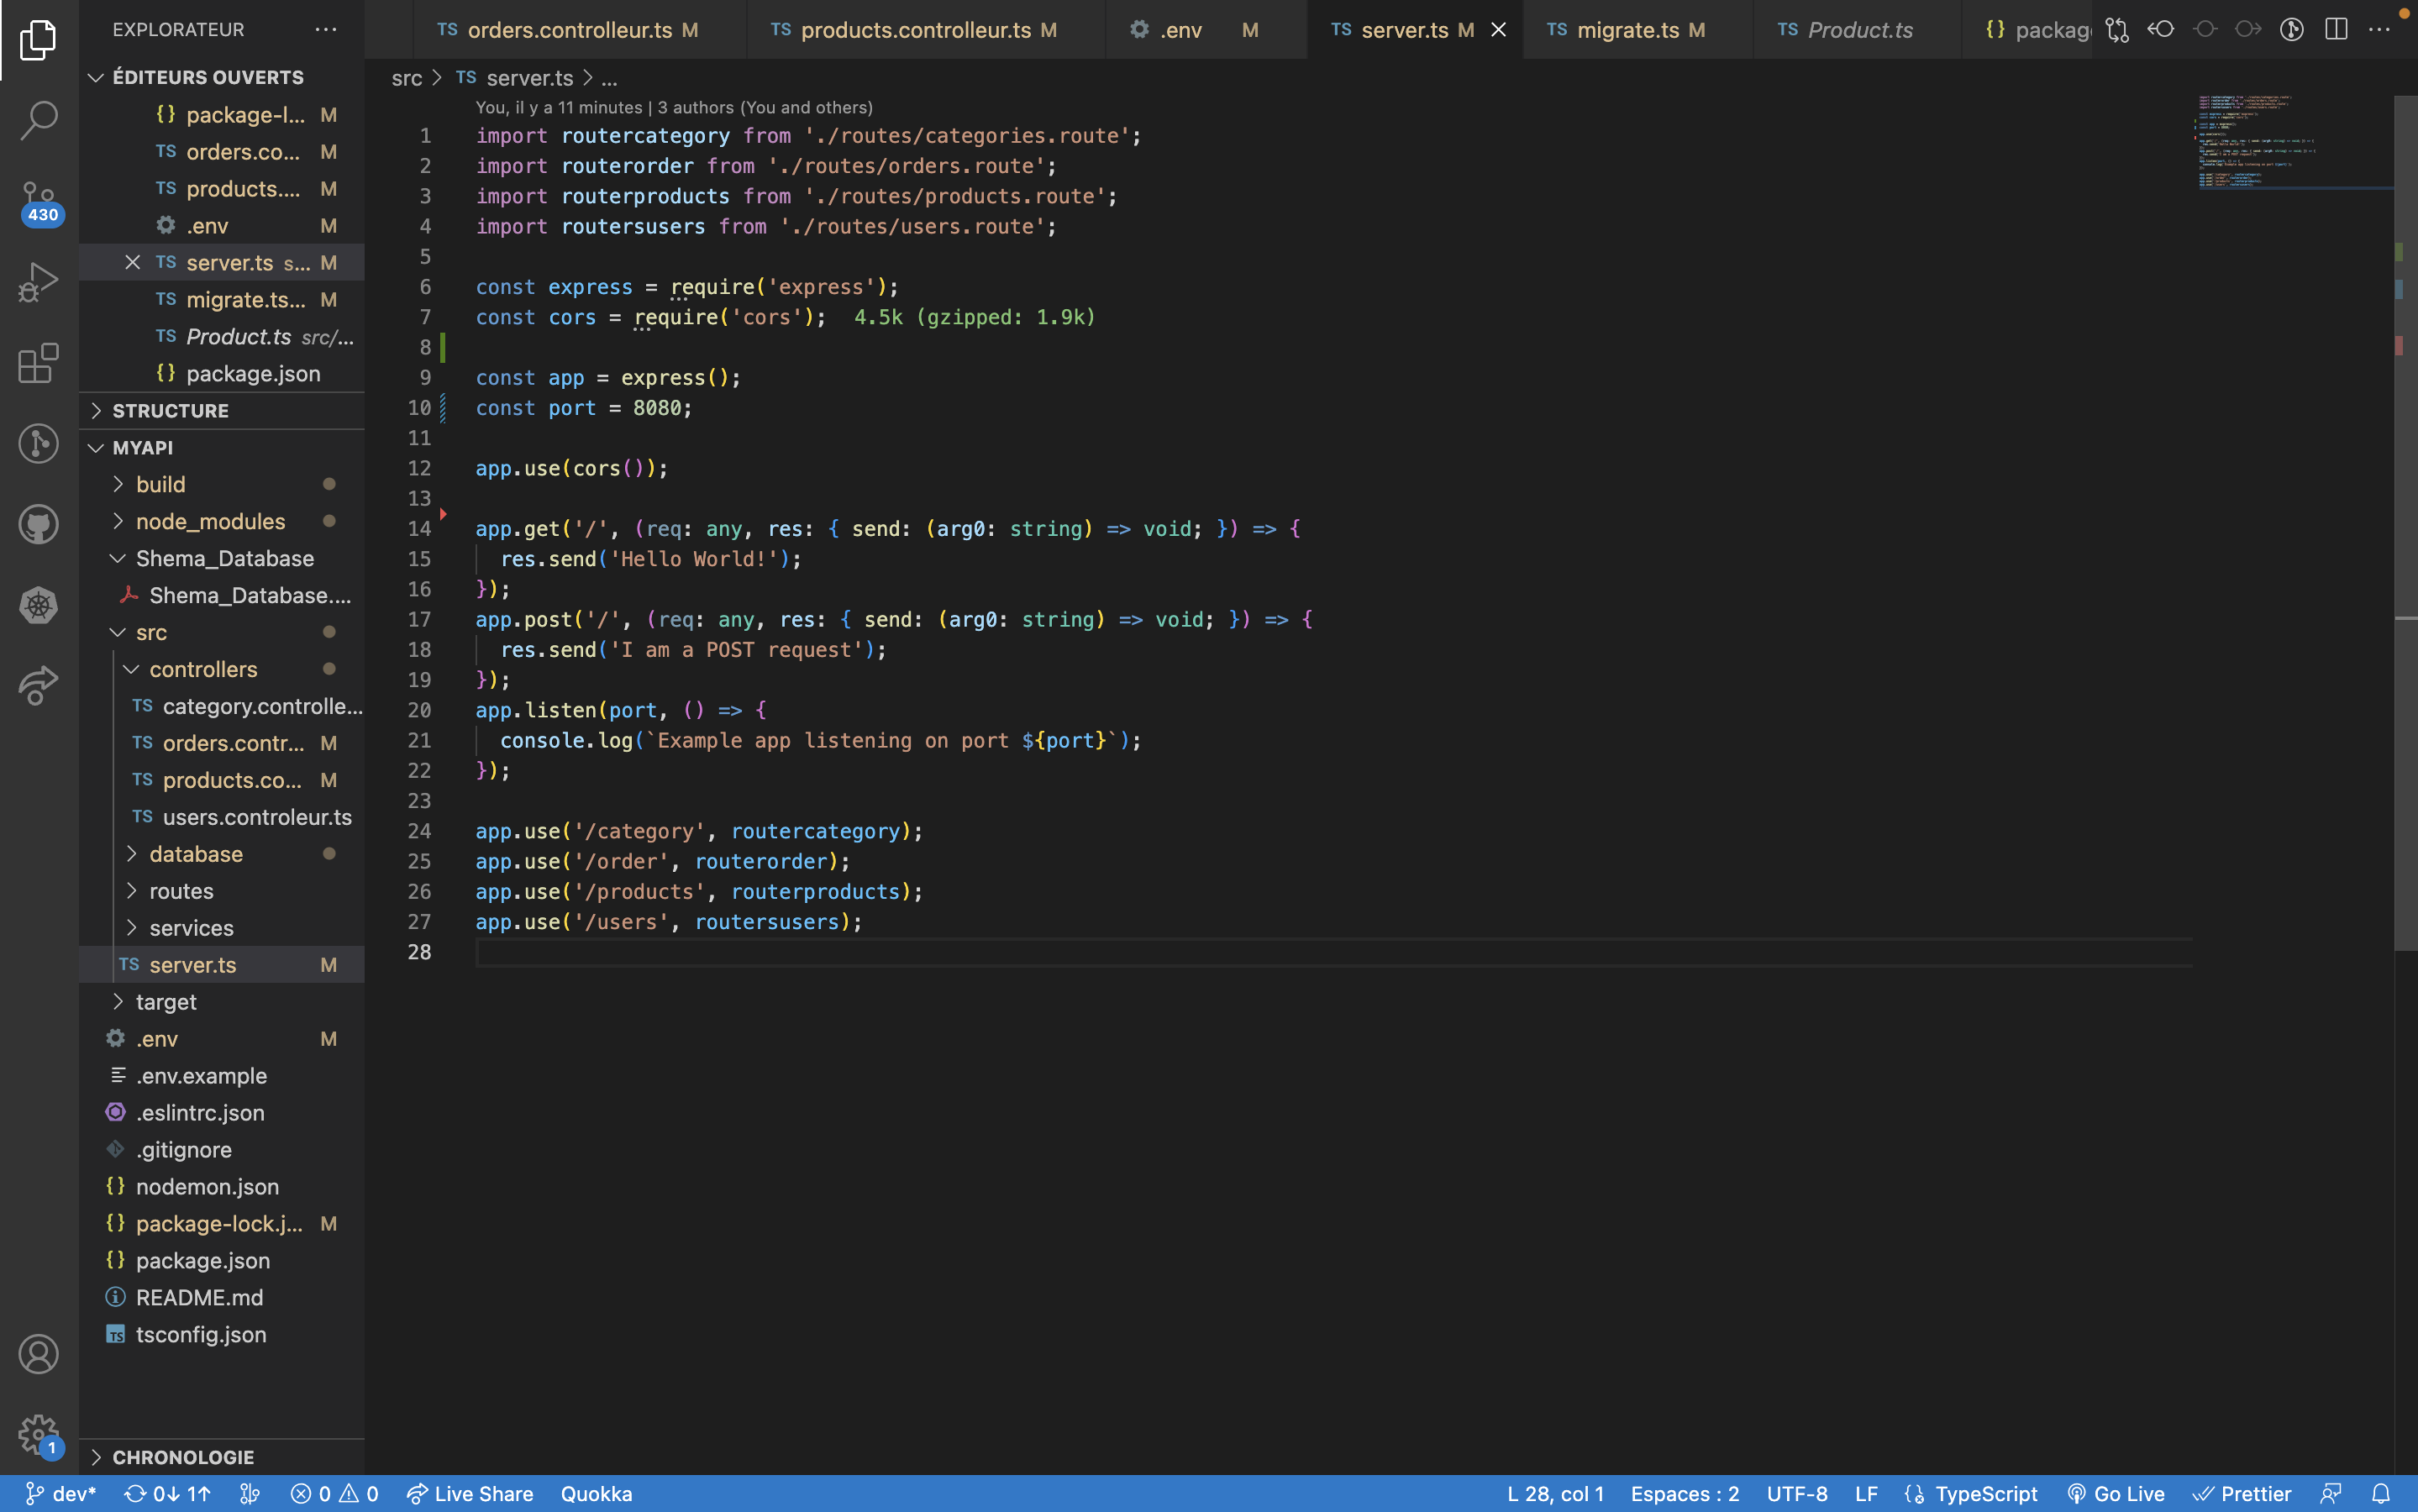 EXPLORATEUR
ÉDITEURS OUVERTS
package-l... M
orders.co... M
products.... M
.env M
server.ts s... M
migrate.ts... M
Product.ts src/...
package.json
STRUCTURE
MYAPI
build
node_modules
Shema_Database
Shema_Database....
src
controllers
TS category.controlle...
TS orders.contr... M
TS products.co... M
TS users.controleur.ts
database
routes
services
TS server.ts M
target
.env M
.env.example
.eslintrc.json
.gitignore
nodemon.json
package-lock.j... M
package.json
README.md
tsconfig.json
CHRONOLOGIE
430
1
TS orders.controlleur.ts M
TS products.controlleur.ts M
.env M
TS server.ts M
TS migrate.ts M
TS Product.ts
{} packag
src > TS server.ts > ...
You, il y a 11 minutes | 3 authors (You and others)
1 import routercategory from './routes/categories.route';
2 import routerorder from './routes/orders.route';
3 import routerproducts from './routes/products.route';
4 import routersusers from './routes/users.route';
5
6 const express = require('express');
7 const cors = require('cors'); 4.5k (gzipped: 1.9k)
8
9 const app = express();
10 const port = 8080;
11
12 app.use(cors());
13
14 app.get('/', (req: any, res: { send: (arg0: string) => void; }) => {
15 res.send('Hello World!');
16 });
17 app.post('/', (req: any, res: { send: (arg0: string) => void; }) => {
18 res.send('I am a POST request');
19 });
20 app.listen(port, () => {
21 console.log(`Example app listening on port ${port}`);
22 });
23
24 app.use('/category', routercategory);
25 app.use('/order', routerorder);
26 app.use('/products', routerproducts);
27 app.use('/users', routersusers);
28
dev* 0↓ 1↑ 0 0 Live Share Quokka
L 28, col 1 Espaces : 2 UTF-8 LF TypeScript Go Live Prettier